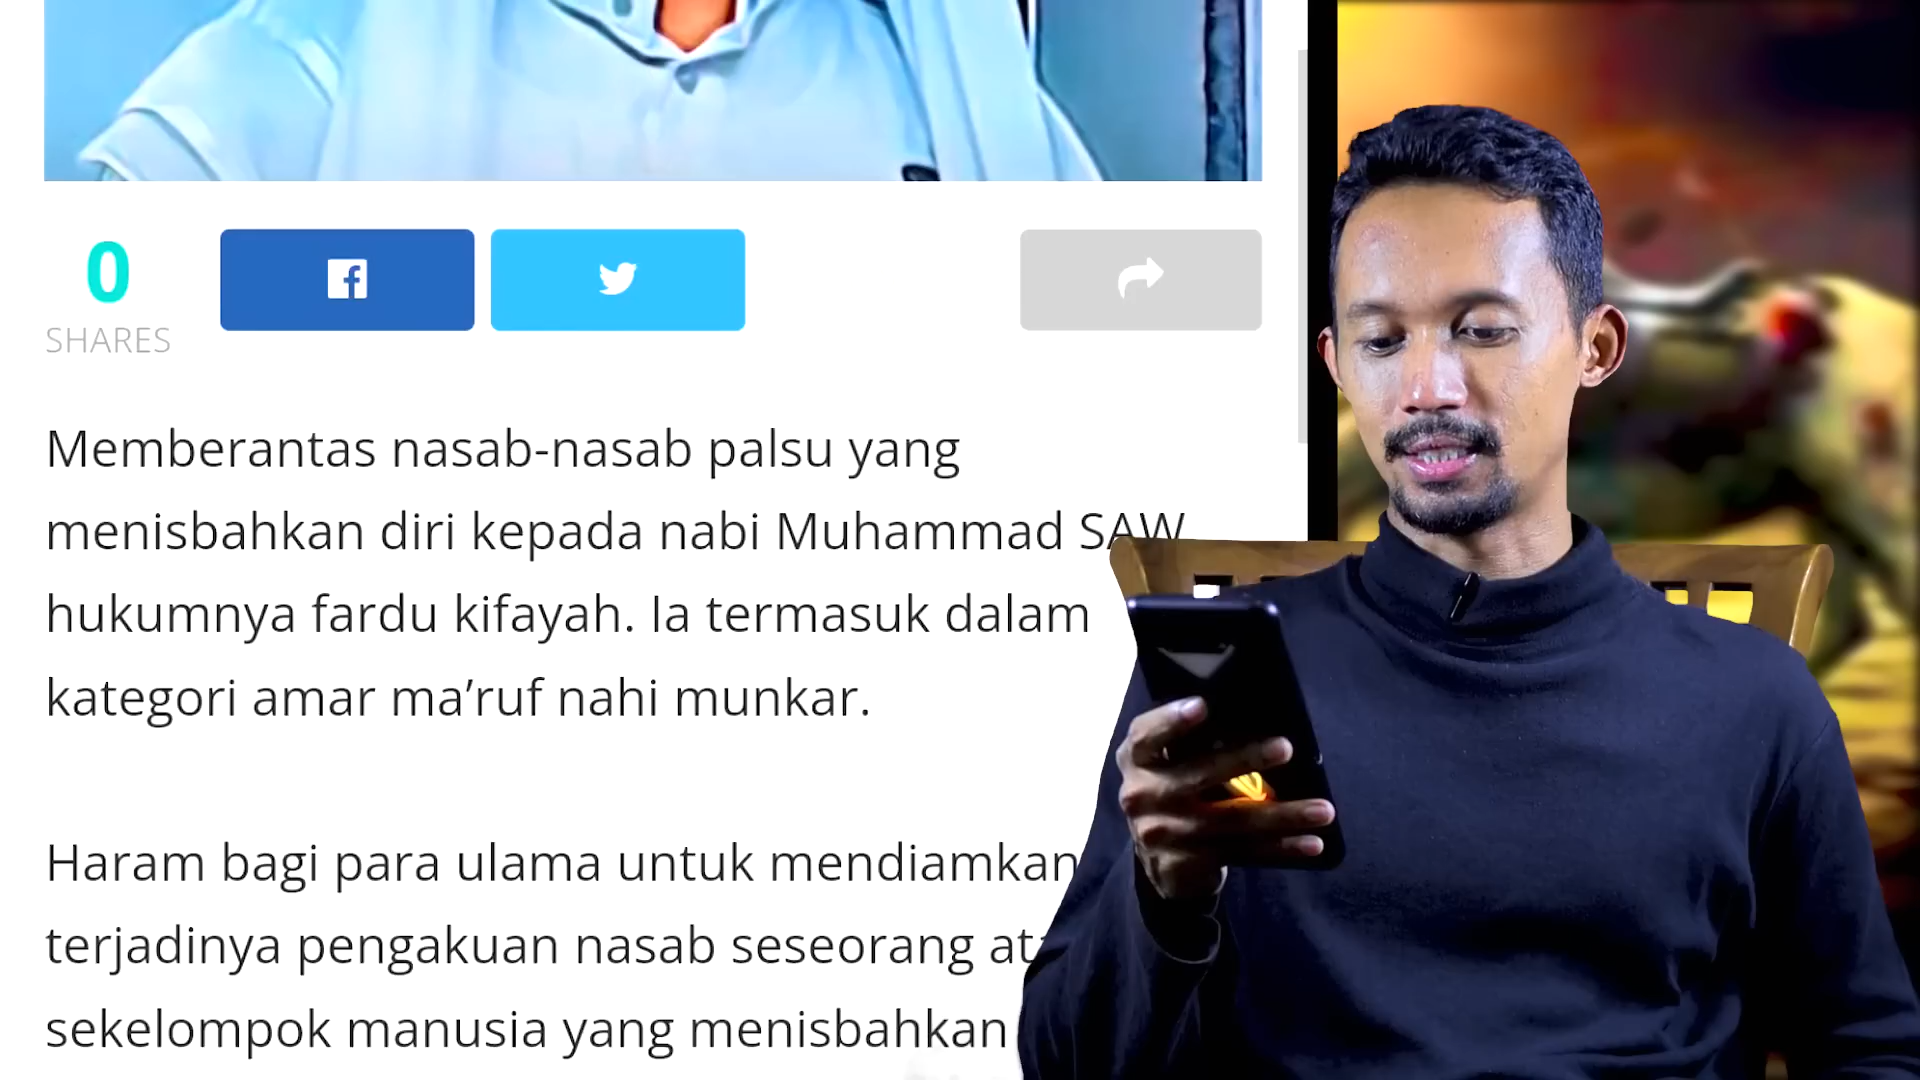 0
SHARES
Memberantas nasab-nasab palsu yang
menisbahkan diri kepada nabi Muhammad SAW
hukumnya fardu kifayah. Ia termasuk dalam
kategori amar ma’ruf nahi munkar.
Haram bagi para ulama untuk mendiamkan
terjadinya pengakuan nasab seseorang
sekelompok manusia yang menisbahkan